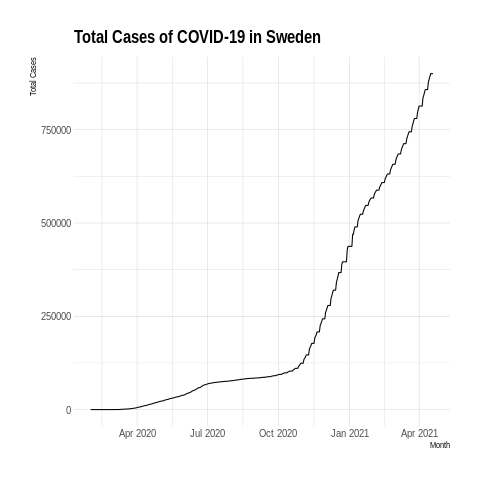 Total Cases of COVID-19 in Sweden
Total Cases
750000
500000
250000
0
Apr 2020 Jul 2020 Oct 2020 Jan 2021 Apr 2021
Month